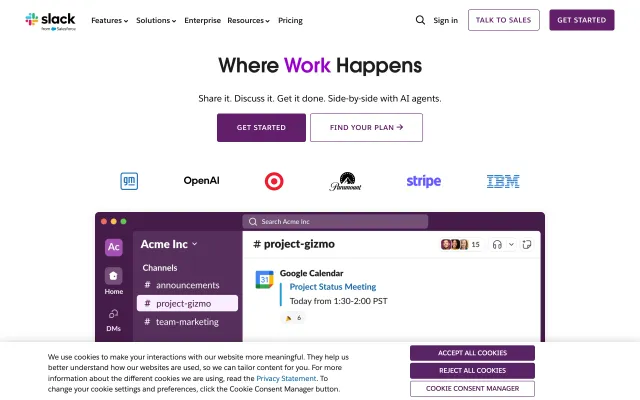 slack
from Salesforce
Features
Solutions
Enterprise
Resources
Pricing
Sign in
TALK TO SALES
GET STARTED
Where Work Happens
Share it. Discuss it. Get it done. Side-by-side with AI agents.
GET STARTED
FIND YOUR PLAN →
gm
OpenAI
Paramount
stripe
IBM
Search Acme Inc
Ac
Home
DMs
Acme Inc
Channels
# announcements
# project-gizmo
# team-marketing
# project-gizmo
15
31
Google Calendar
Project Status Meeting
Today from 1:30-2:00 PST
6
We use cookies to make your interactions with our website more meaningful. They help us
better understand how our websites are used, so we can tailor content for you. For more
information about the different cookies we are using, read the Privacy Statement. To
change your cookie settings and preferences, click the Cookie Consent Manager button.
ACCEPT ALL COOKIES
REJECT ALL COOKIES
COOKIE CONSENT MANAGER